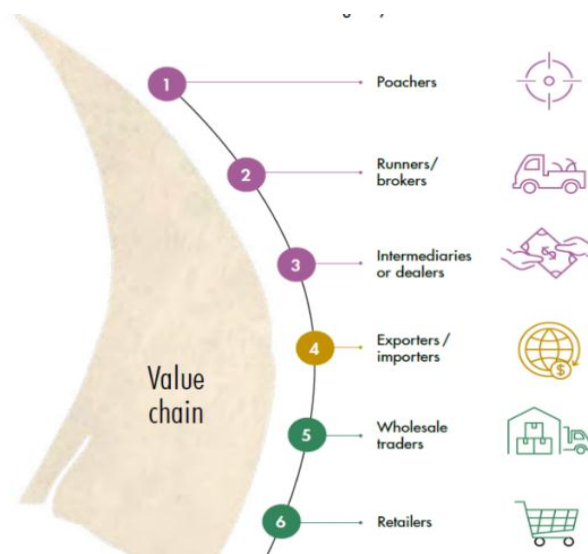 1
Poachers
2
Runners/
brokers
3
Intermediaries
or dealers
4
Exporters /
importers
Value
chain
5
Wholesale
traders
6
Retailers
$